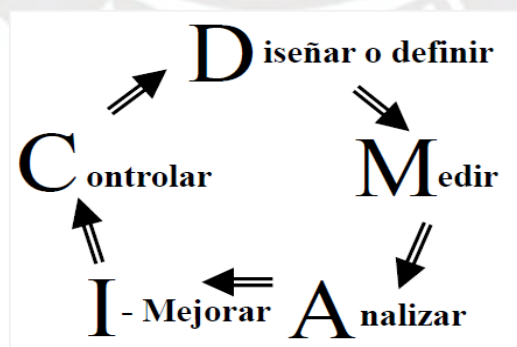 Diseñar o definir
Controlar
Medir
I - Mejorar
Analizar